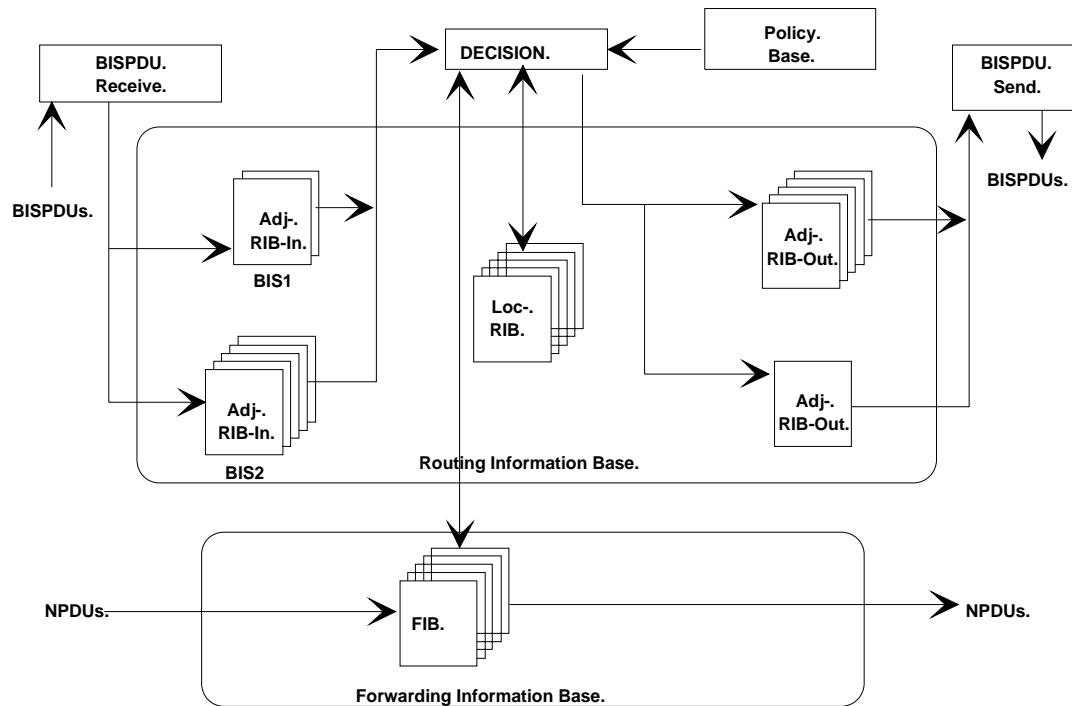 BISPDU.
Receive.
DECISION.
Policy.
Base.
BISPDU.
Send.
BISPDUs.
BISPDUs.
Adj-.
RIB-In.
BIS1
Loc-.
RIB.
Adj-.
RIB-Out.
Adj-.
RIB-In.
BIS2
Adj-.
RIB-Out.
Routing Information Base.
NPDUs.
FIB.
NPDUs.
Forwarding Information Base.